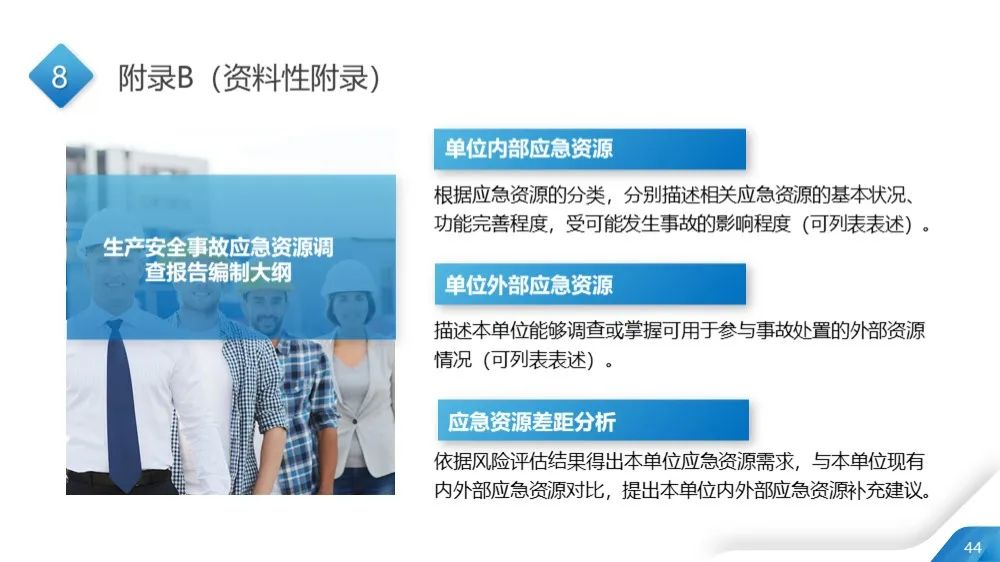 8
附录B（资料性附录）
生产安全事故应急资源调
查报告编制大纲
单位内部应急资源
根据应急资源的分类，分别描述相关应急资源的基本状况、
功能完善程度，受可能发生事故的影响程度（可列表表述）。
单位外部应急资源
描述本单位能够调查或掌握可用于参与事故处置的外部资源
情况（可列表表述）。
应急资源差距分析
依据风险评估结果得出本单位应急资源需求，与本单位现有
内外部应急资源对比，提出本单位内外部应急资源补充建议。
44